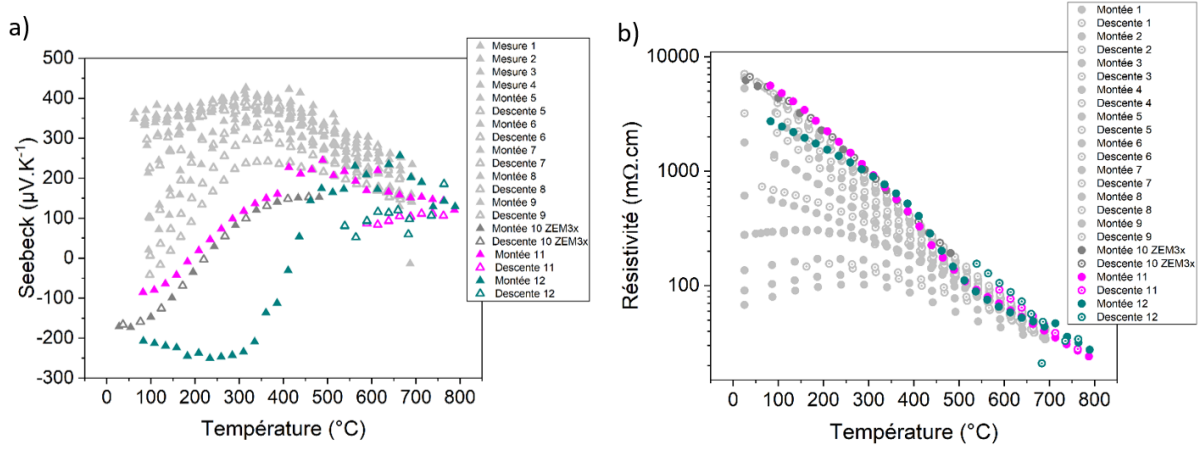 a)
Seebeck (µV.K⁻¹)
500
400
300
200
100
0
-100
-200
-300
0 100 200 300 400 500 600 700 800
Température (°C)
Mesure 1
Mesure 2
Mesure 3
Mesure 4
Montée 5
Descente 5
Montée 6
Descente 6
Montée 7
Descente 7
Montée 8
Descente 8
Montée 9
Descente 9
Montée 10 ZEM3x
Descente 10 ZEM3x
Montée 11
Descente 11
Montée 12
Descente 12
b)
Résistivité (mΩ.cm)
10000
1000
100
0 100 200 300 400 500 600 700 800
Température (°C)
Montée 1
Descente 1
Montée 2
Descente 2
Montée 3
Descente 3
Montée 4
Descente 4
Montée 5
Descente 5
Montée 6
Descente 6
Montée 7
Descente 7
Montée 8
Descente 8
Montée 9
Descente 9
Montée 10 ZEM3x
Descente 10 ZEM3x
Montée 11
Descente 11
Montée 12
Descente 12